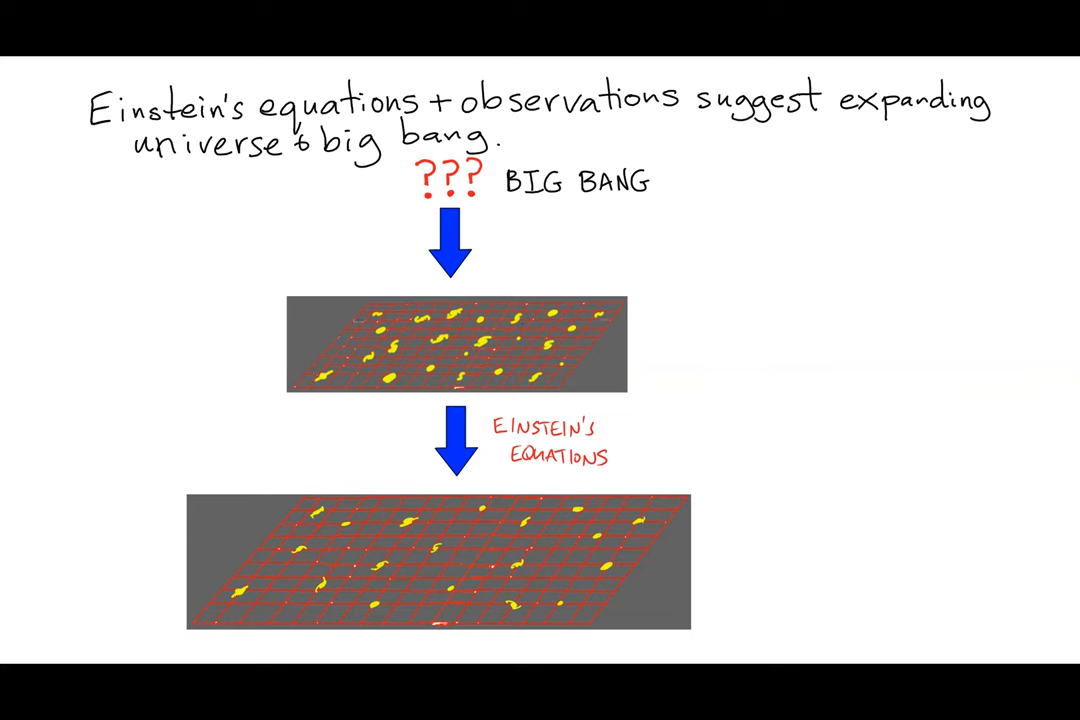 Einstein's equations + observations suggest expanding
universe & big bang.
??? BIG BANG
EINSTEIN'S
EQUATIONS